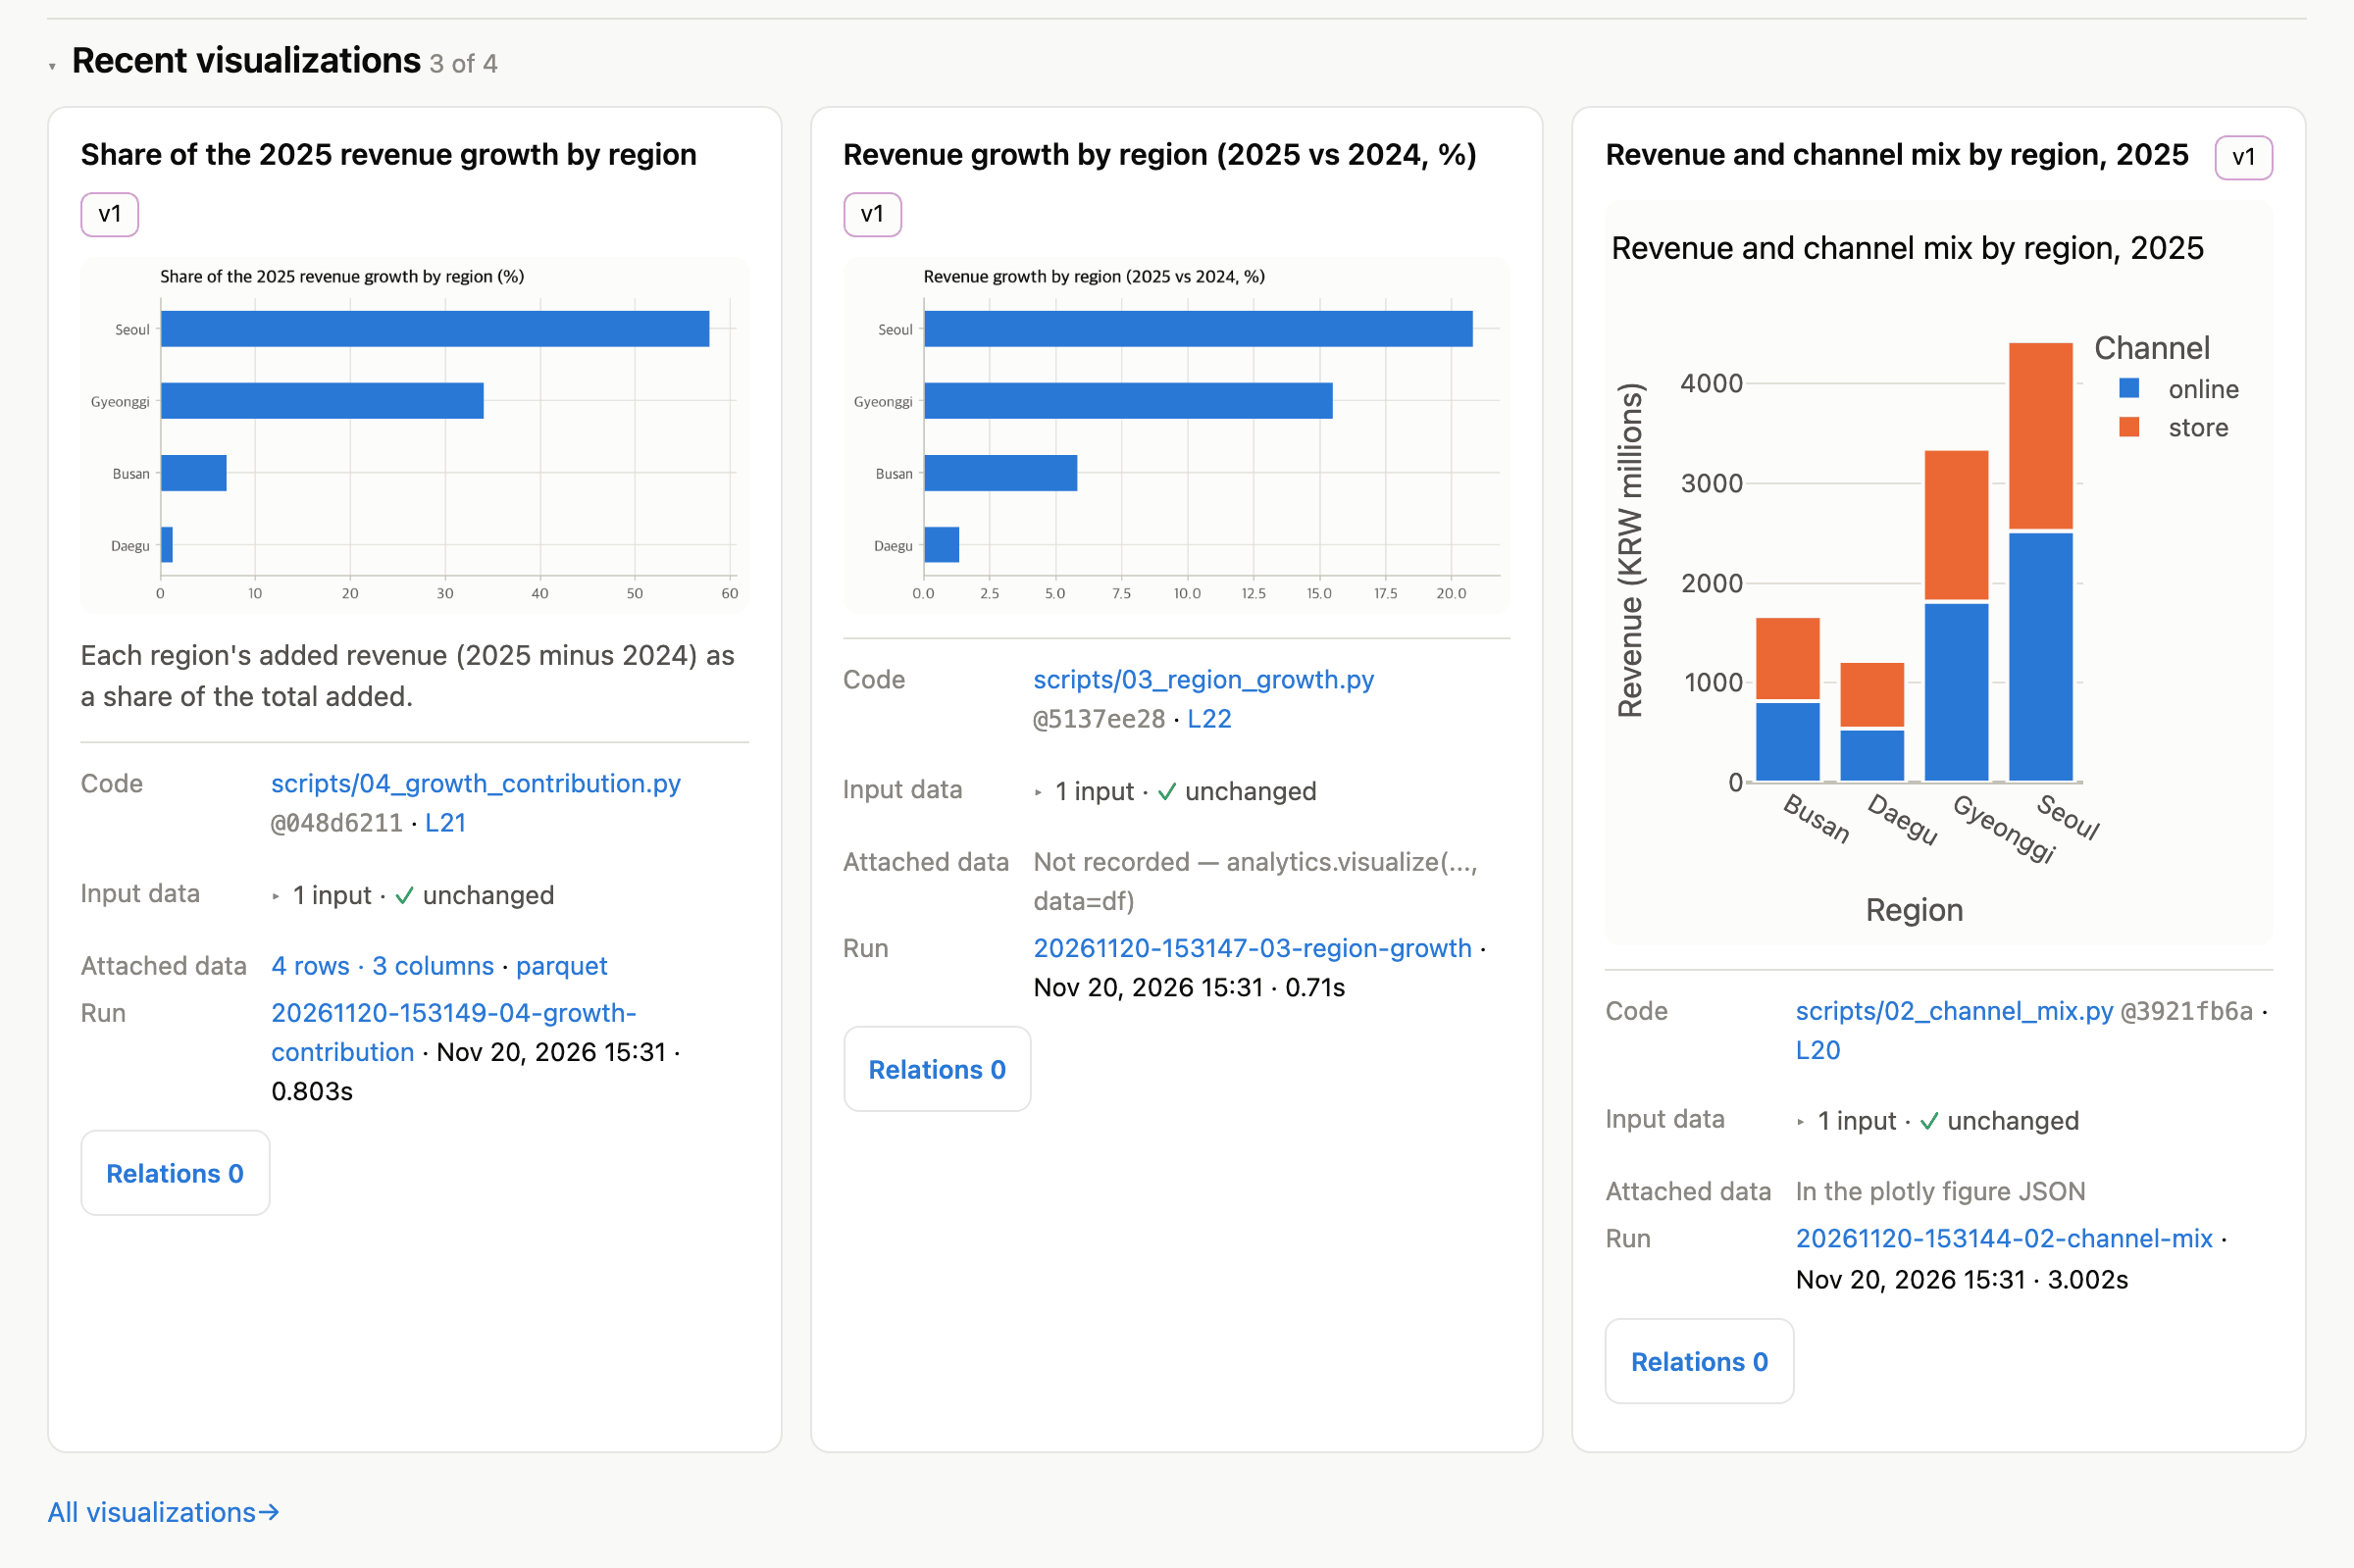 Recent visualizations 3 of 4
Share of the 2025 revenue growth by region
v1
Share of the 2025 revenue growth by region (%)
Seoul
Gyeonggi
Busan
Daegu
0 10 20 30 40 50 60
Each region's added revenue (2025 minus 2024) as
a share of the total added.
Code scripts/04_growth_contribution.py
@048d6211 · L21
Input data 1 input · ✓ unchanged
Attached data 4 rows · 3 columns · parquet
Run 20261120-153149-04-growth-
contribution · Nov 20, 2026 15:31 ·
0.803s
Relations 0
Revenue growth by region (2025 vs 2024, %)
v1
Revenue growth by region (2025 vs 2024, %)
Seoul
Gyeonggi
Busan
Daegu
0.0 2.5 5.0 7.5 10.0 12.5 15.0 17.5 20.0
Code scripts/03_region_growth.py
@5137ee28 · L22
Input data 1 input · ✓ unchanged
Attached data Not recorded — analytics.visualize(...,
data=df)
Run 20261120-153147-03-region-growth ·
Nov 20, 2026 15:31 · 0.71s
Relations 0
Revenue and channel mix by region, 2025 v1
Revenue and channel mix by region, 2025
Channel
online
store
Revenue (KRW millions)
4000
3000
2000
1000
0
Busan Daegu Gyeonggi Seoul
Region
Code scripts/02_channel_mix.py @3921fb6a ·
L20
Input data 1 input · ✓ unchanged
Attached data In the plotly figure JSON
Run 20261120-153144-02-channel-mix ·
Nov 20, 2026 15:31 · 3.002s
Relations 0
All visualizations→